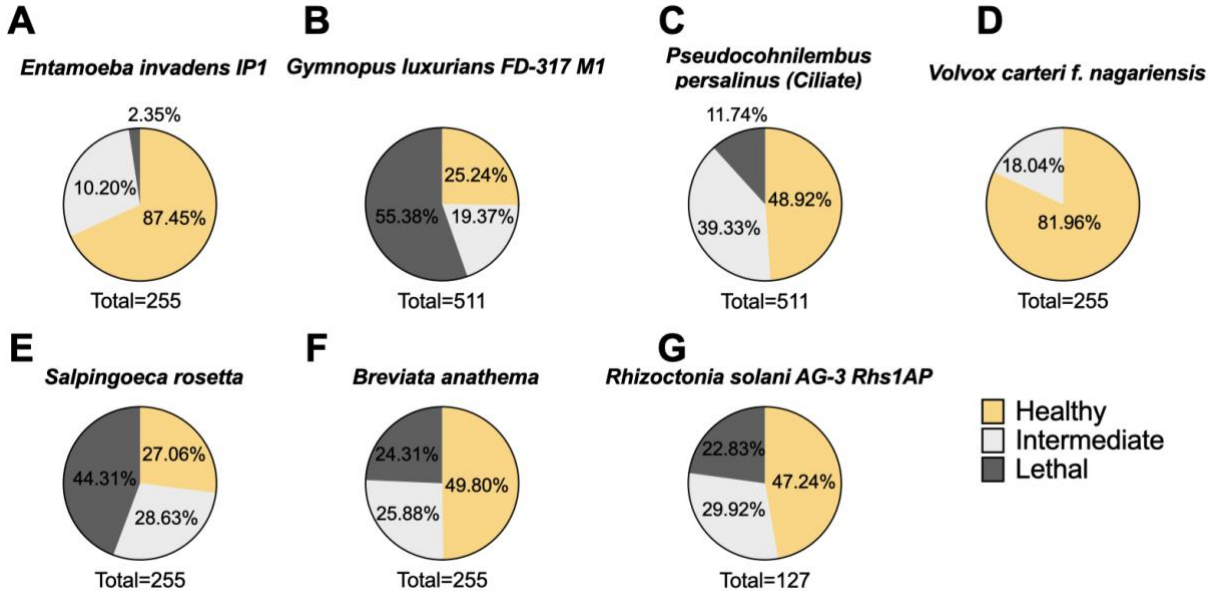 A
Entamoeba invadens IP1
2.35%
10.20%
87.45%
Total=255
B
Gymnopus luxurians FD-317 M1
25.24%
55.38%
19.37%
Total=511
C
Pseudocohnilembus
persalinus (Ciliate)
11.74%
48.92%
39.33%
Total=511
D
Volvox carteri f. nagariensis
18.04%
81.96%
Total=255
E
Salpingoeca rosetta
27.06%
44.31%
28.63%
Total=255
F
Breviata anathema
24.31%
49.80%
25.88%
Total=255
G
Rhizoctonia solani AG-3 Rhs1AP
22.83%
47.24%
29.92%
Total=127
Healthy
Intermediate
Lethal